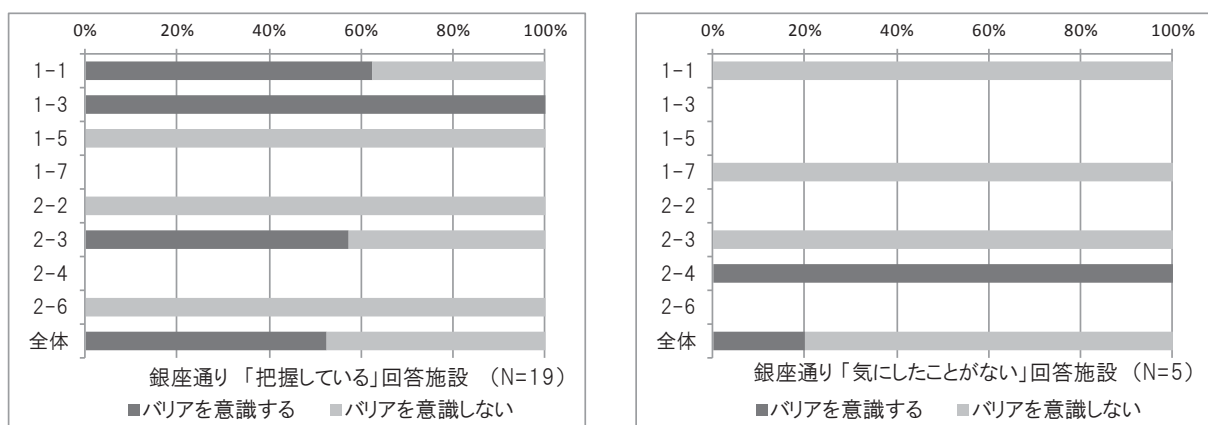 0% 20% 40% 60% 80% 100%
1-1
1-3
1-5
1-7
2-2
2-3
2-4
2-6
全体
銀座通り 「把握している」回答施設 (N=19)
■バリアを意識する ■バリアを意識しない
0% 20% 40% 60% 80% 100%
1-1
1-3
1-5
1-7
2-2
2-3
2-4
2-6
全体
銀座通り「気にしたことがない」回答施設 (N=5)
■バリアを意識する ■バリアを意識しない